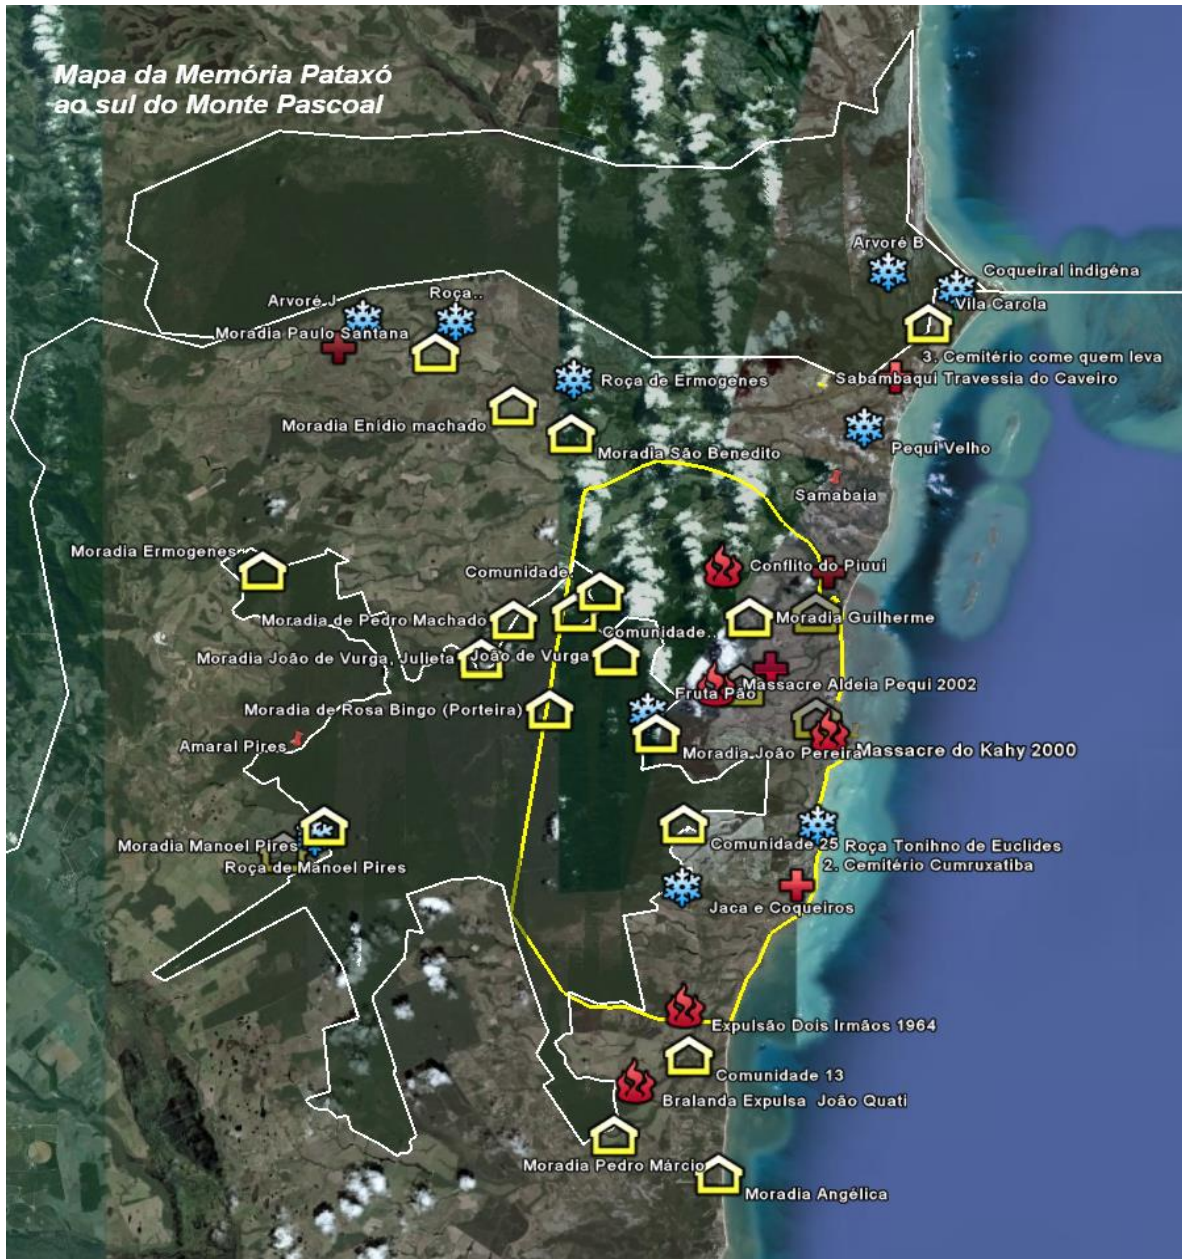 Mapa da Memória Pataxó
ao sul do Monte Pascoal
Arvoré B
Coqueiral indigéna
Vila Carola
Arvoré J
Roça..
Moradia Paulo Santana
3. Cemitério come quem leva
Sabambaqui Travessia do Caveiro
Roça de Ermogenes
Moradia Enídio machado
Moradia São Benedito
Pequi Velho
Samabaia
Moradia Ermogenes
Comunidade.
Conflito do Piuui
Moradia de Pedro Machado
Moradia Guilherme
Comunidade..
Moradia João de Vurga, Julieta
João de Vurga
Massacre Aldeia Pequi 2002
Fruta Pão
Moradia de Rosa Bingo (Porteira)
Amaral Pires
Moradia João Pereira
Massacre do Kahy 2000
Moradia Manoel Pires
Comunidade 25
Roça Tonihno de Euclides
Roça de Manoel Pires
2. Cemitério Cumruxatiba
Jaca e Coqueiros
Expulsão Dois Irmãos 1964
Comunidade 13
Bralanda Expulsa João Quati
Moradia Pedro Márcio
Moradia Angélica